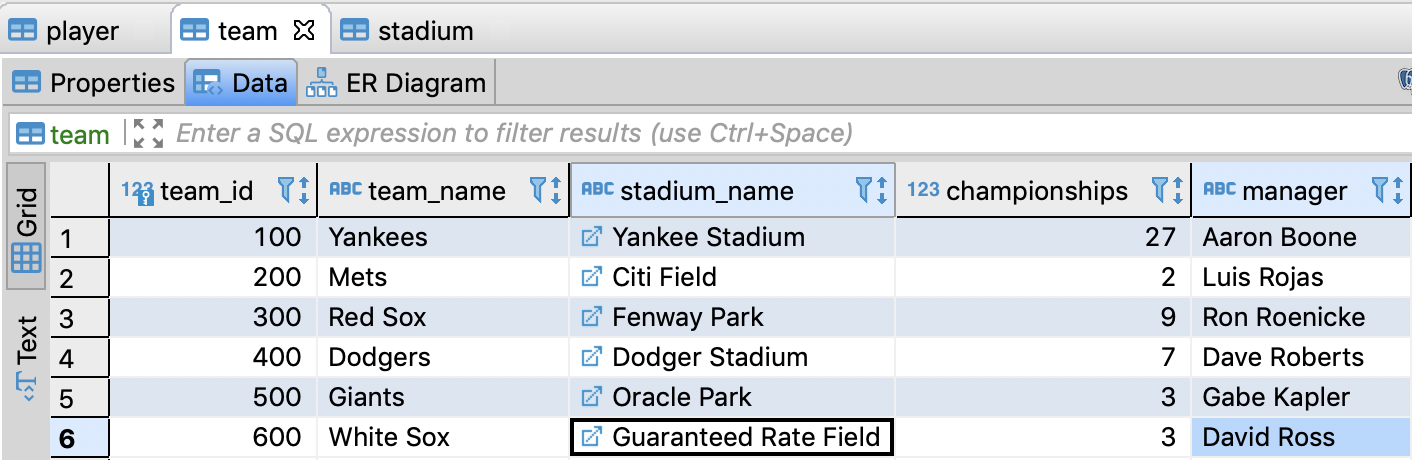 player team stadium
Properties Data ER Diagram
team Enter a SQL expression to filter results (use Ctrl+Space)
Grid
Text
123 team_id ABC team_name ABC stadium_name 123 championships ABC manager
1 100 Yankees Yankee Stadium 27 Aaron Boone
2 200 Mets Citi Field 2 Luis Rojas
3 300 Red Sox Fenway Park 9 Ron Roenicke
4 400 Dodgers Dodger Stadium 7 Dave Roberts
5 500 Giants Oracle Park 3 Gabe Kapler
6 600 White Sox Guaranteed Rate Field 3 David Ross